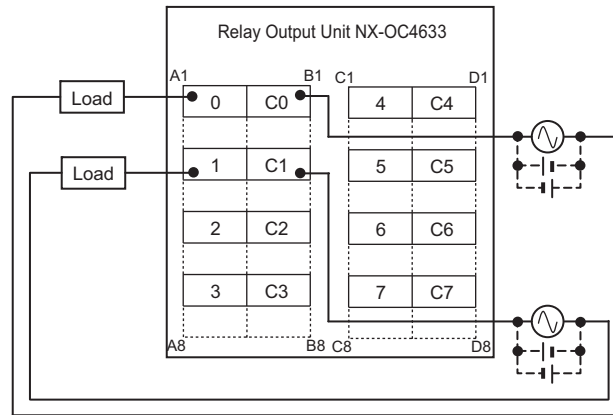 Relay Output Unit NX-OC4633
A1 B1 C1 D1
Load 0 C0 4 C4
Load 1 C1 5 C5
2 C2 6 C6
3 C3 7 C7
A8 B8 C8 D8